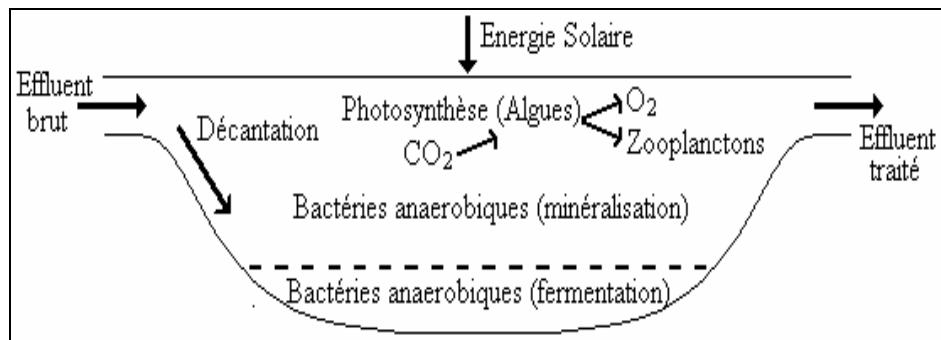 Energie Solaire
Effluent
brut
Photosynthèse (Algues)
O2
Décantation
CO2
Zooplanctons
Effluent
traité
Bactéries anaerobiques (minéralisation)
Bactéries anaerobiques (fermentation)